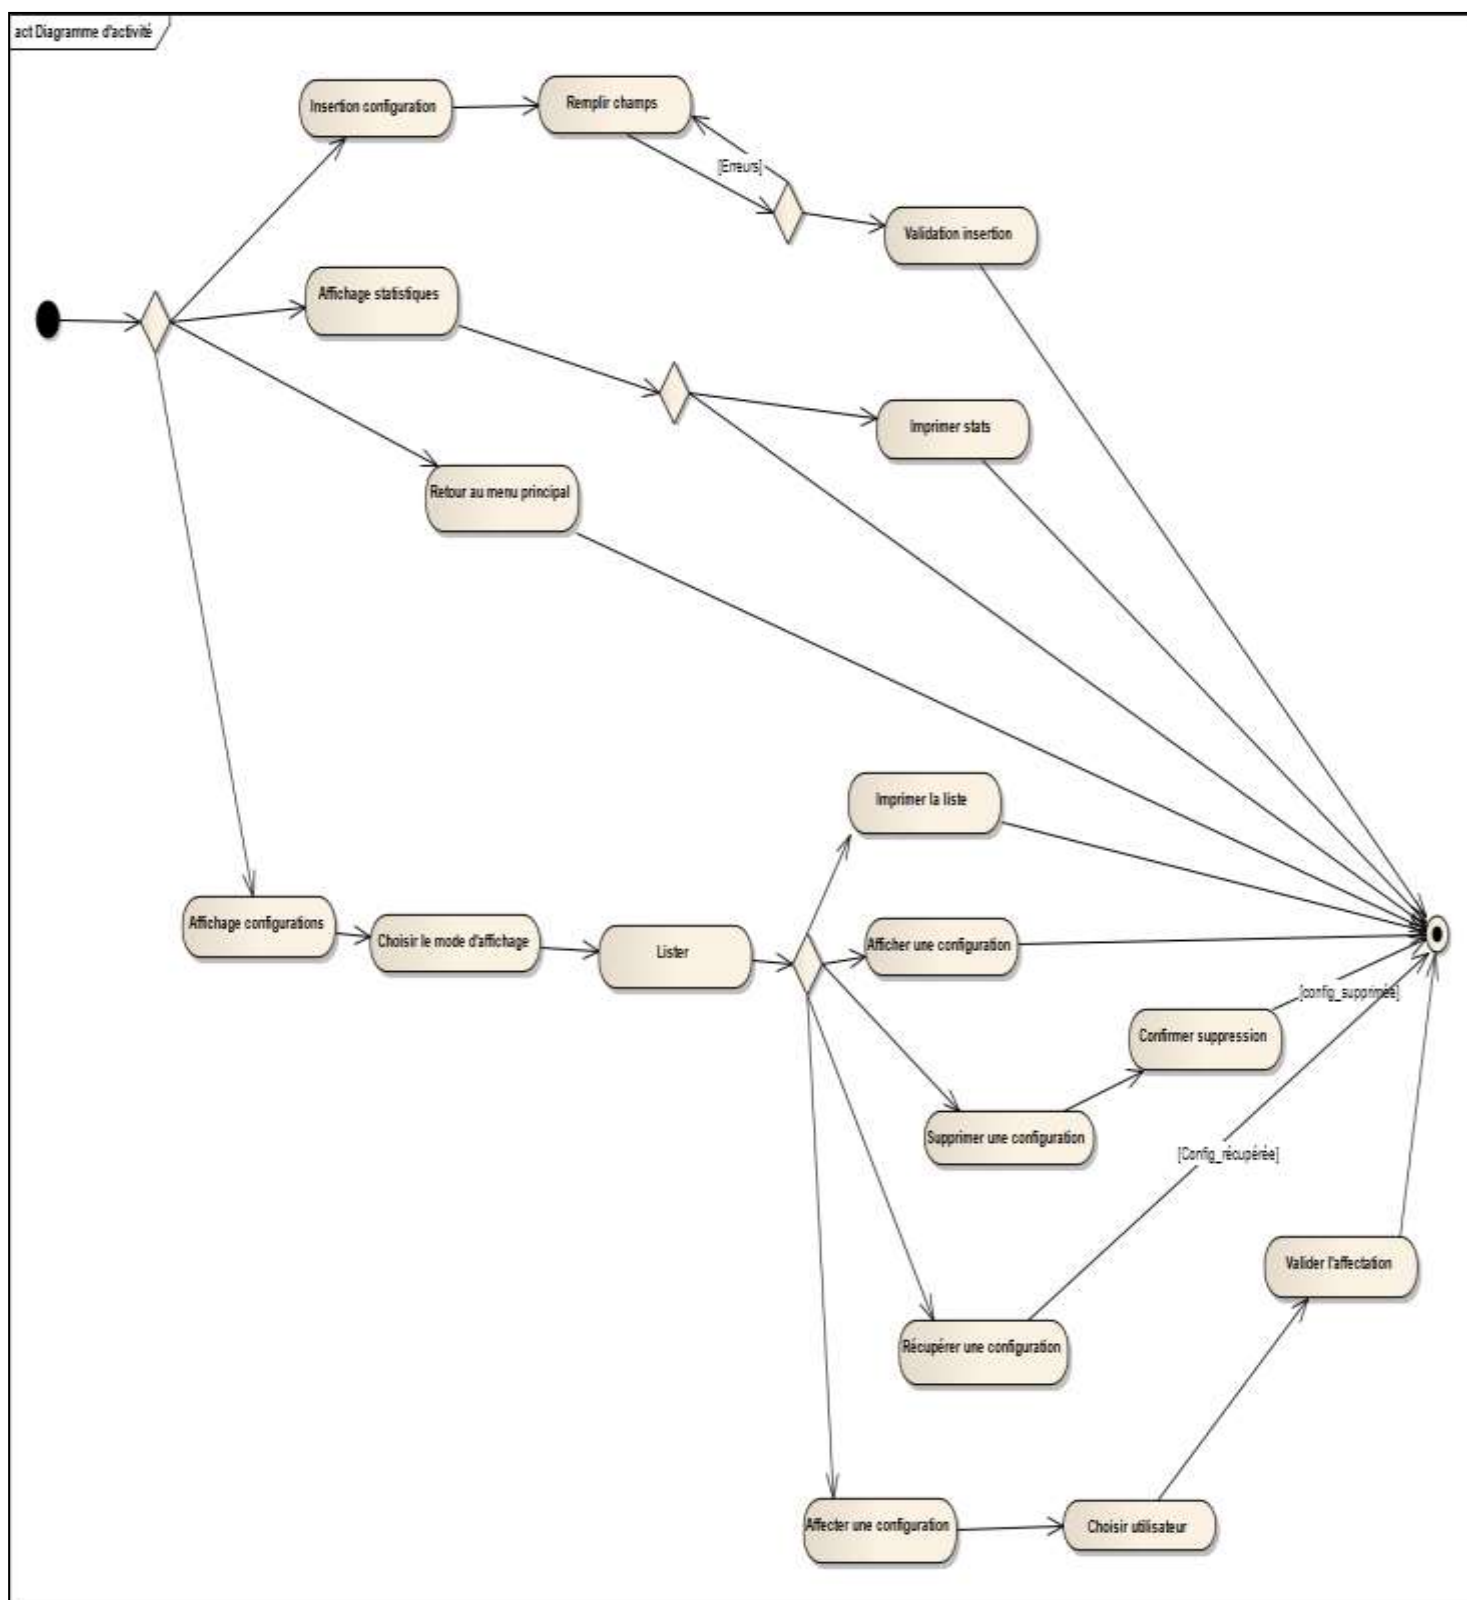 act Diagramme d'activité
Insertion configuration
Remplir champs
[Erreurs]
Validation insertion
Affichage statistiques
Imprimer stats
Retour au menu principal
Imprimer la liste
Affichage configurations
Choisir le mode d'affichage
Lister
Afficher une configuration
[config_supprimée]
Confirmer suppression
Supprimer une configuration
[Config_récupérée]
Valider l'affectation
Récupérer une configuration
Affecter une configuration
Choisir utilisateur